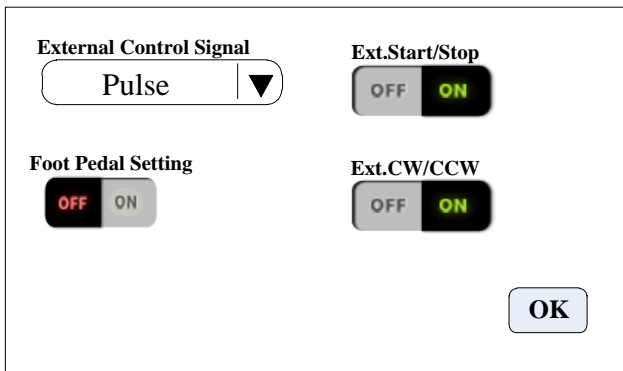 External Control Signal
Pulse
Ext.Start/Stop
OFF ON
Foot Pedal Setting
OFF ON
Ext.CW/CCW
OFF ON
OK